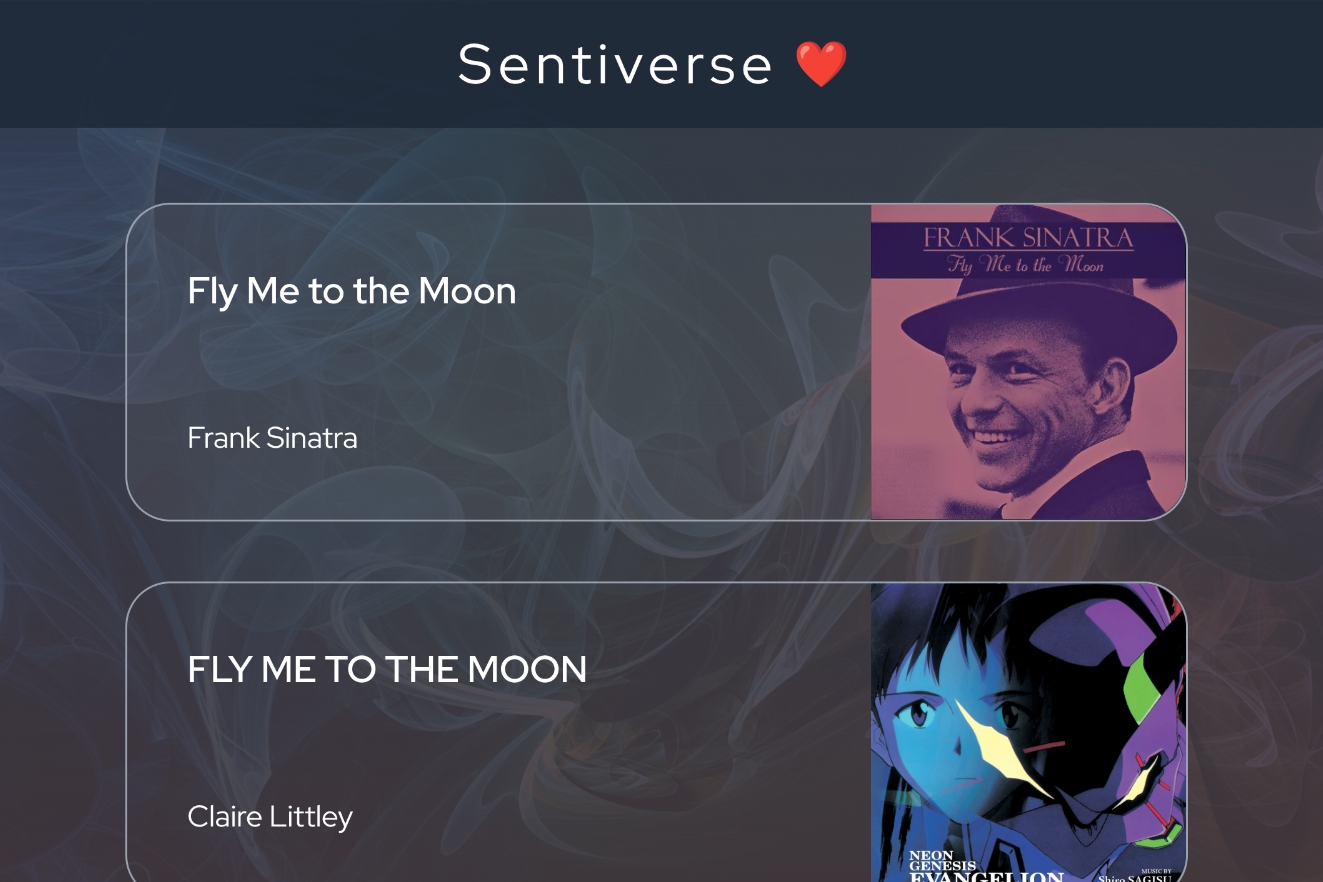 Sentiverse ❤️
Fly Me to the Moon
Frank Sinatra
FRANK SINATRA
Fly Me to the Moon
FLY ME TO THE MOON
Claire Littley
NEON
GENESIS
EVANGELION
MUSIC BY
Shiro SAGISU